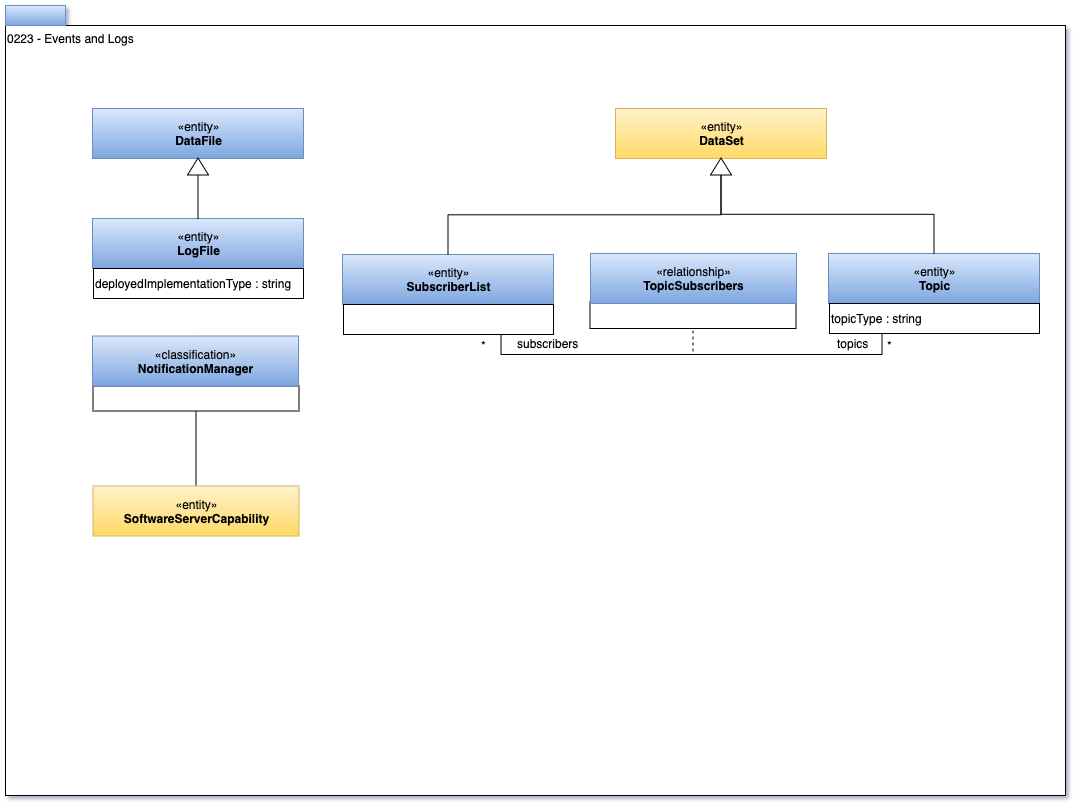 0223 - Events and Logs
«entity»
DataFile
«entity»
DataSet
«entity»
LogFile
deployedImplementationType : string
«entity»
SubscriberList
«relationship»
TopicSubscribers
«entity»
Topic
topicType : string
* subscribers
topics *
«classification»
NotificationManager
«entity»
SoftwareServerCapability